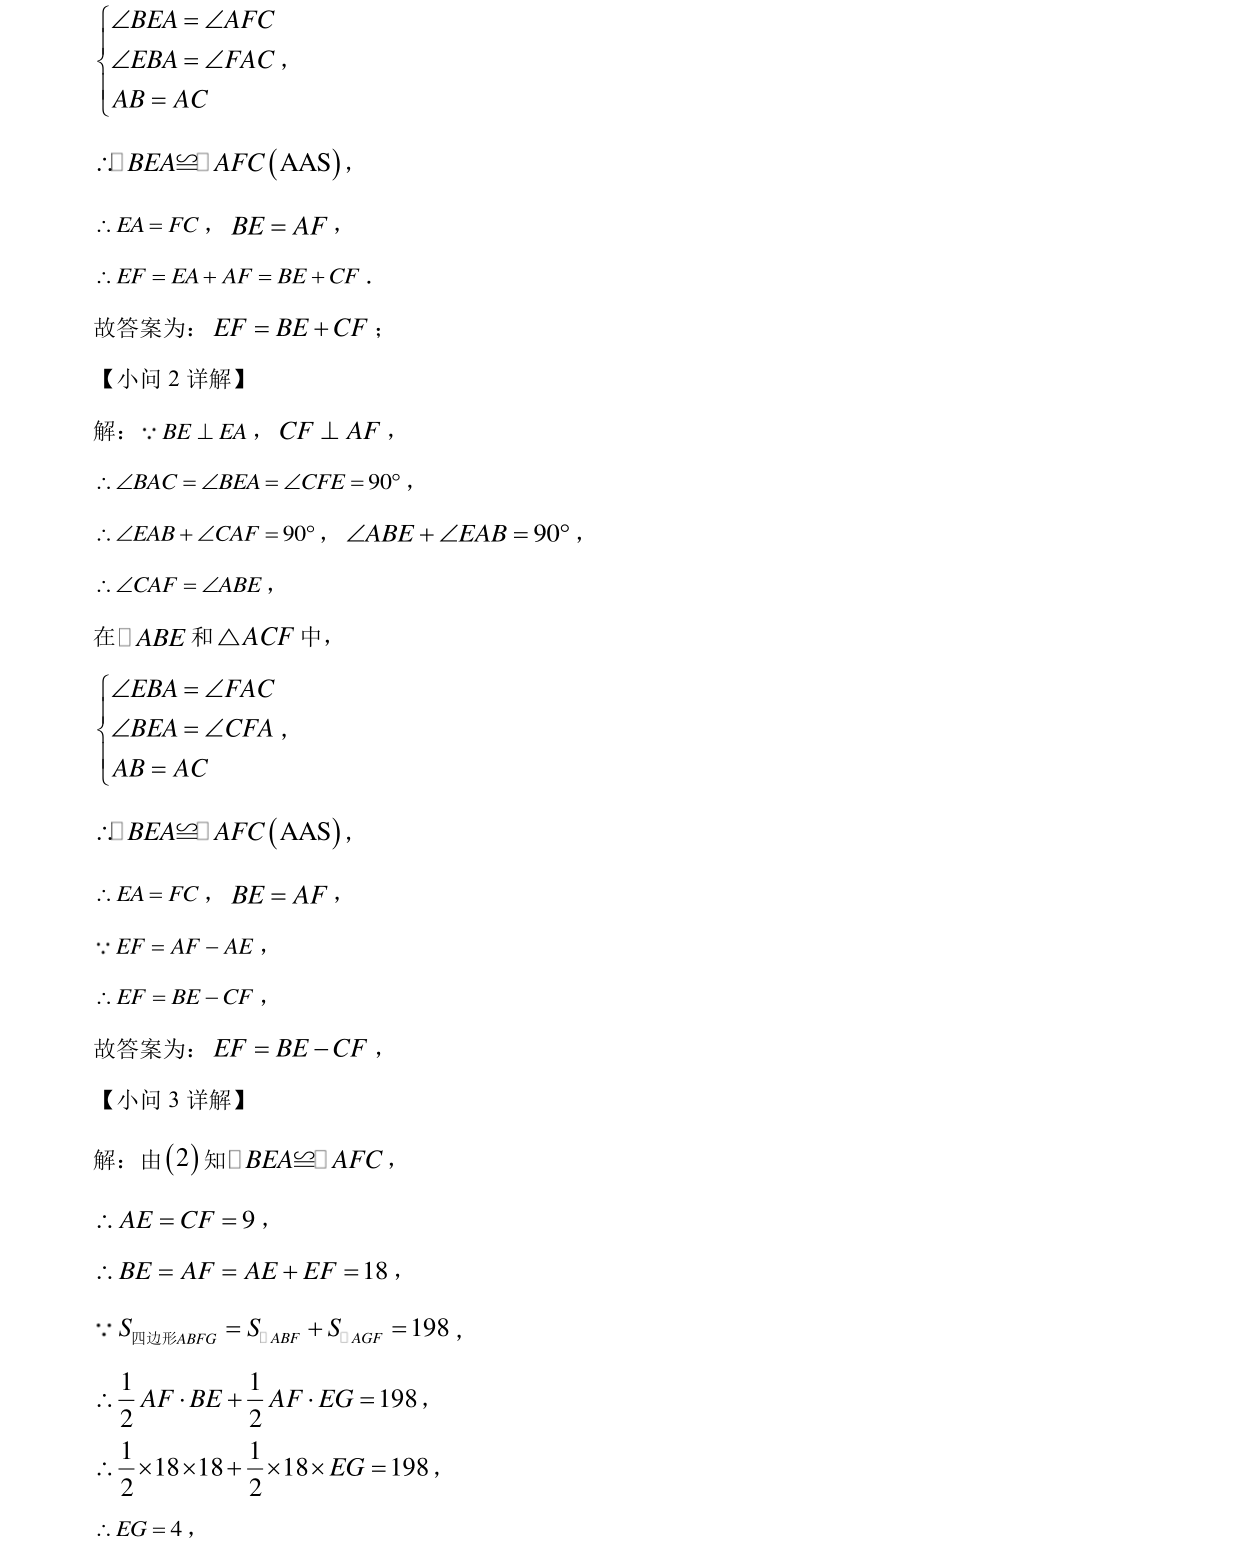 ∠BEA = ∠AFC
∠EBA = ∠FAC，
AB = AC
∴□BEA≌□AFC(AAS)，
∴EA = FC，BE = AF，
∴EF = EA + AF = BE + CF．
故答案为：EF = BE + CF；
【小问 2 详解】
解：∵BE ⊥ EA，CF ⊥ AF，
∴∠BAC = ∠BEA = ∠CFE = 90°，
∴∠EAB + ∠CAF = 90°，∠ABE + ∠EAB = 90°，
∴∠CAF = ∠ABE，
在□ABE 和△ACF 中，
∠EBA = ∠FAC
∠BEA = ∠CFA，
AB = AC
∴□BEA≌□AFC(AAS)，
∴EA = FC，BE = AF，
∵EF = AF − AE，
∴EF = BE − CF，
故答案为：EF = BE − CF，
【小问 3 详解】
解：由(2)知□BEA≌□AFC，
∴AE = CF = 9，
∴BE = AF = AE + EF = 18，
∵S四边形ABFG = S□ABF + S□AGF = 198，
∴1/2 AF · BE + 1/2 AF · EG = 198，
∴1/2 ×18×18 + 1/2 ×18× EG = 198，
∴EG = 4，